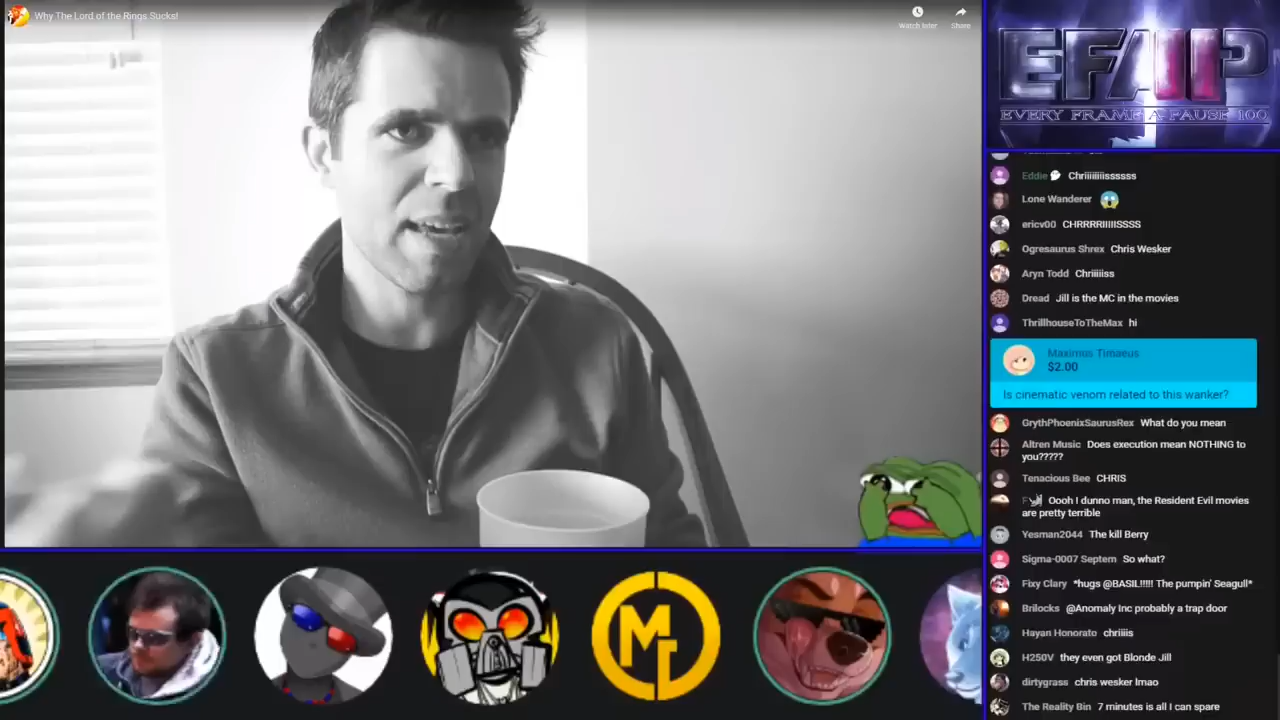 Why The Lord of the Rings Sucks!
Watch later
Share
EFAP
EVERY FRAME A PAUSE 100
Eddie Chriiiiiiiissssss
Lone Wanderer
ericv00 CHRRRRIIIIISSSS
Ogresaurus Shrex Chris Wesker
Aryn Todd Chriiiiiss
Dread Jill is the MC in the movies
ThrillhouseToTheMax hi
Maximus Timaeus
$2.00
Is cinematic venom related to this wanker?
GrythPhoenixSaurusRex What do you mean
Altren Music Does execution mean NOTHING to
you?????
Tenacious Bee CHRIS
Oooh I dunno man, the Resident Evil movies
are pretty terrible
Yesman2044 The kill Berry
Sigma-0007 Septem So what?
Fixy Clary *hugs @BASIL!!!!! The pumpin' Seagull*
Brilocks @Anomaly Inc probably a trap door
Hayan Honorato chriiiis
H250V they even got Blonde Jill
dirtygrass chris wesker lmao
The Reality Bin 7 minutes is all I can spare